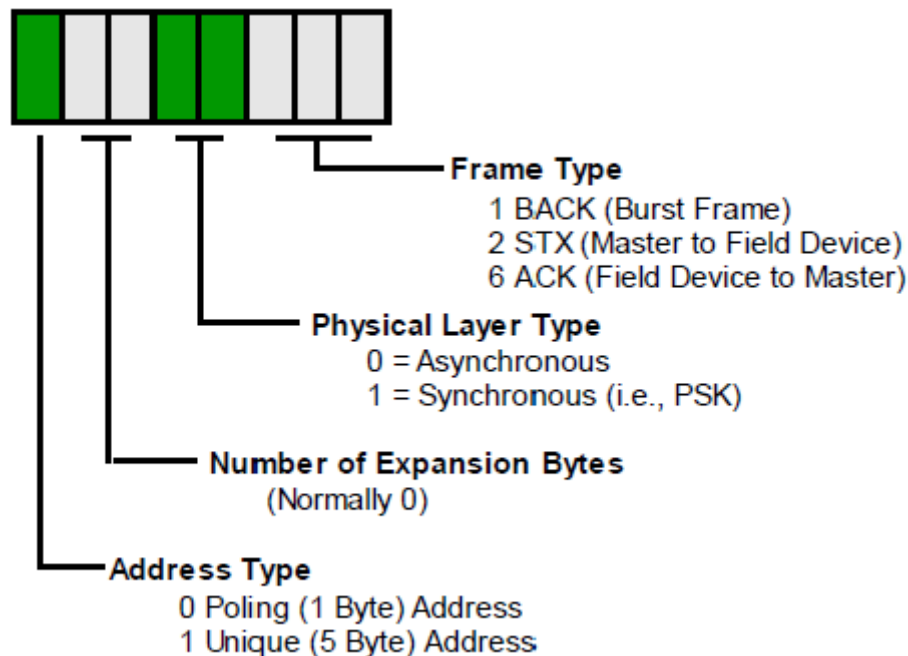 Frame Type
1 BACK (Burst Frame)
2 STX (Master to Field Device)
6 ACK (Field Device to Master)
Physical Layer Type
0 = Asynchronous
1 = Synchronous (i.e., PSK)
Number of Expansion Bytes
(Normally 0)
Address Type
0 Poling (1 Byte) Address
1 Unique (5 Byte) Address